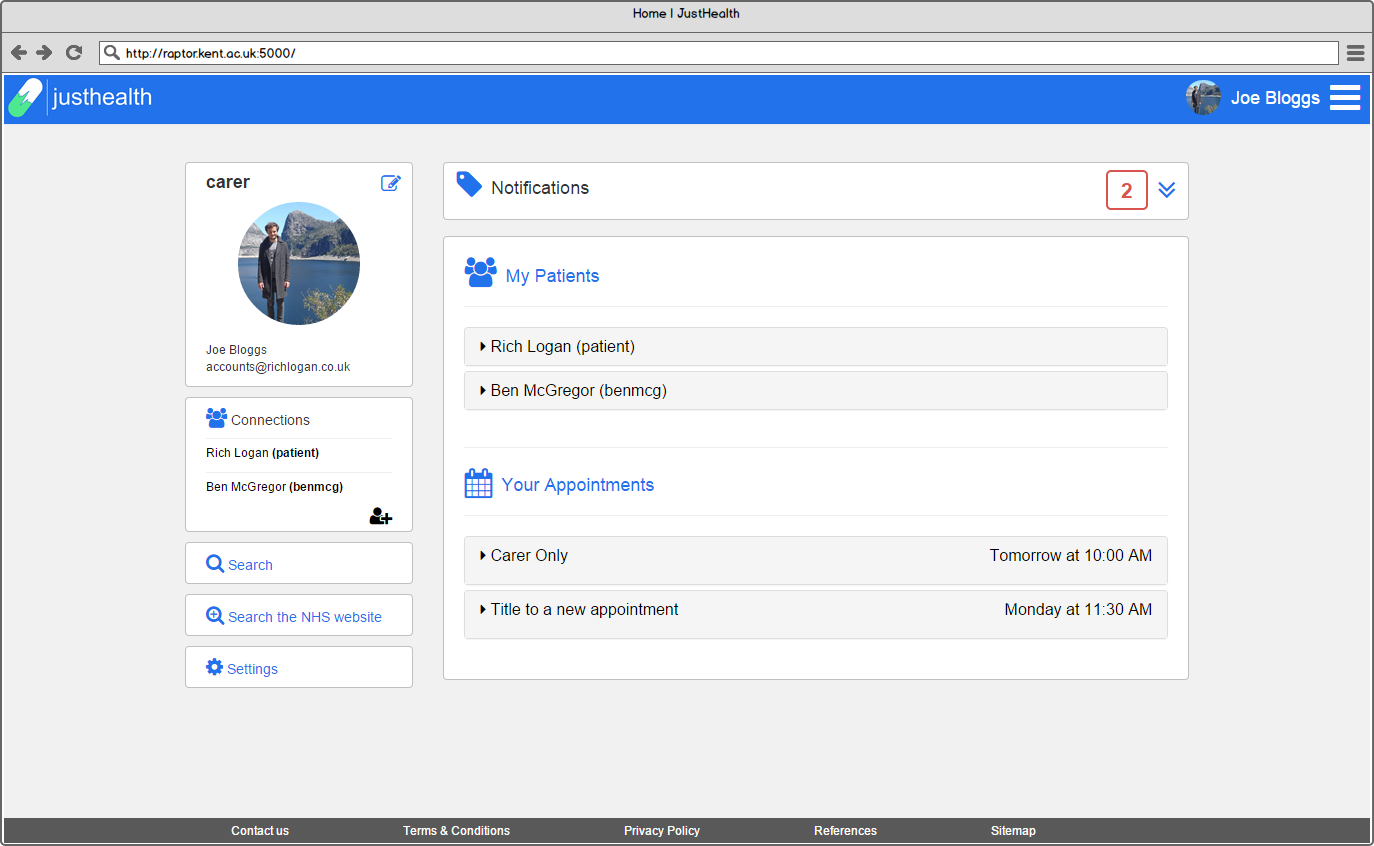 Home | JustHealth
http://raptor.kent.ac.uk:5000/
justhealth
Joe Bloggs
carer
Joe Bloggs
accounts@richlogan.co.uk
Connections
Rich Logan (patient)
Ben McGregor (benmcg)
Search
Search the NHS website
Settings
Notifications
2
My Patients
Rich Logan (patient)
Ben McGregor (benmcg)
Your Appointments
Carer Only Tomorrow at 10:00 AM
Title to a new appointment Monday at 11:30 AM
Contact us Terms & Conditions Privacy Policy References Sitemap